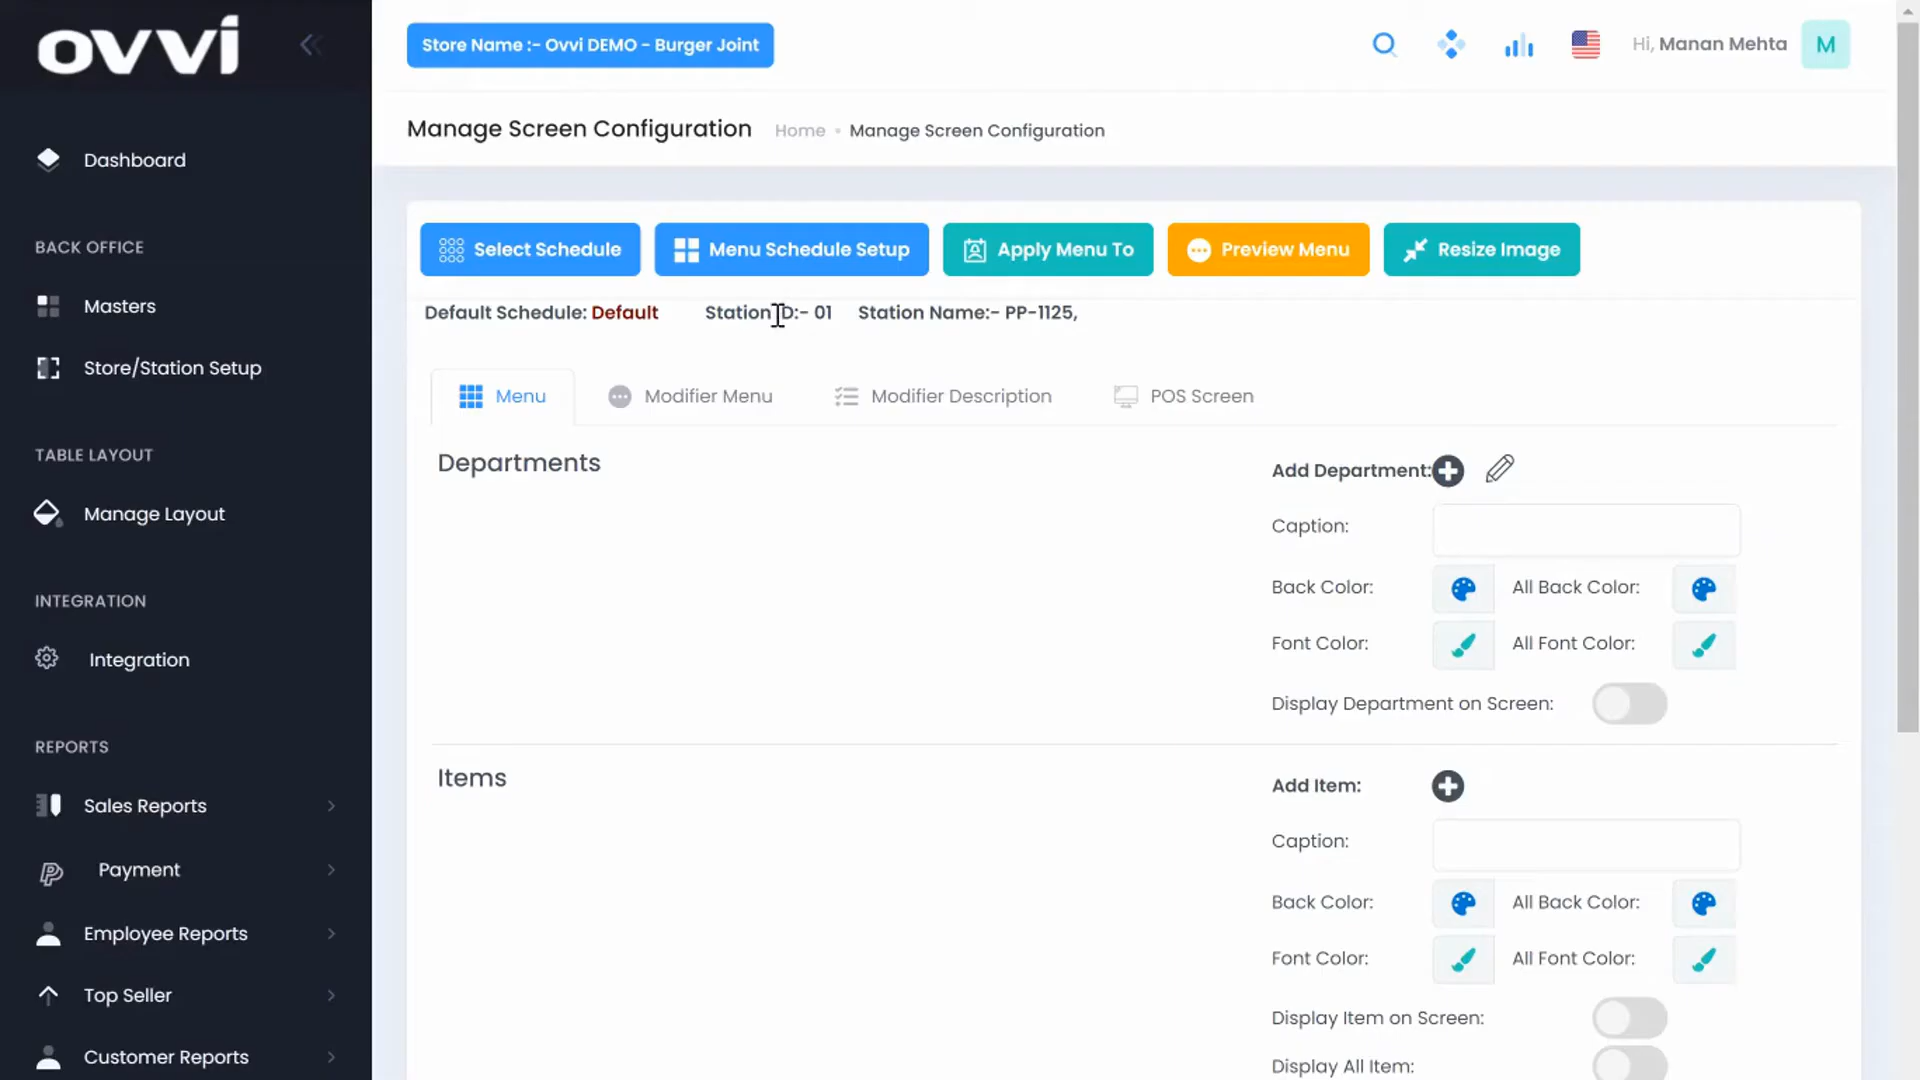 ovvi
Store Name :- Ovvi DEMO - Burger Joint
Hi, Manan Mehta
M
Manage Screen Configuration
Home • Manage Screen Configuration
Dashboard
BACK OFFICE
Masters
Store/Station Setup
TABLE LAYOUT
Manage Layout
INTEGRATION
Integration
REPORTS
Sales Reports
Payment
Employee Reports
Top Seller
Customer Reports
Select Schedule
Menu Schedule Setup
Apply Menu To
Preview Menu
Resize Image
Default Schedule: Default Station ID:- 01 Station Name:- PP-1125,
Menu
Modifier Menu
Modifier Description
POS Screen
Departments
Add Department:
Caption:
Back Color: All Back Color:
Font Color: All Font Color:
Display Department on Screen:
Items
Add Item:
Caption:
Back Color: All Back Color:
Font Color: All Font Color:
Display Item on Screen:
Display All Item: